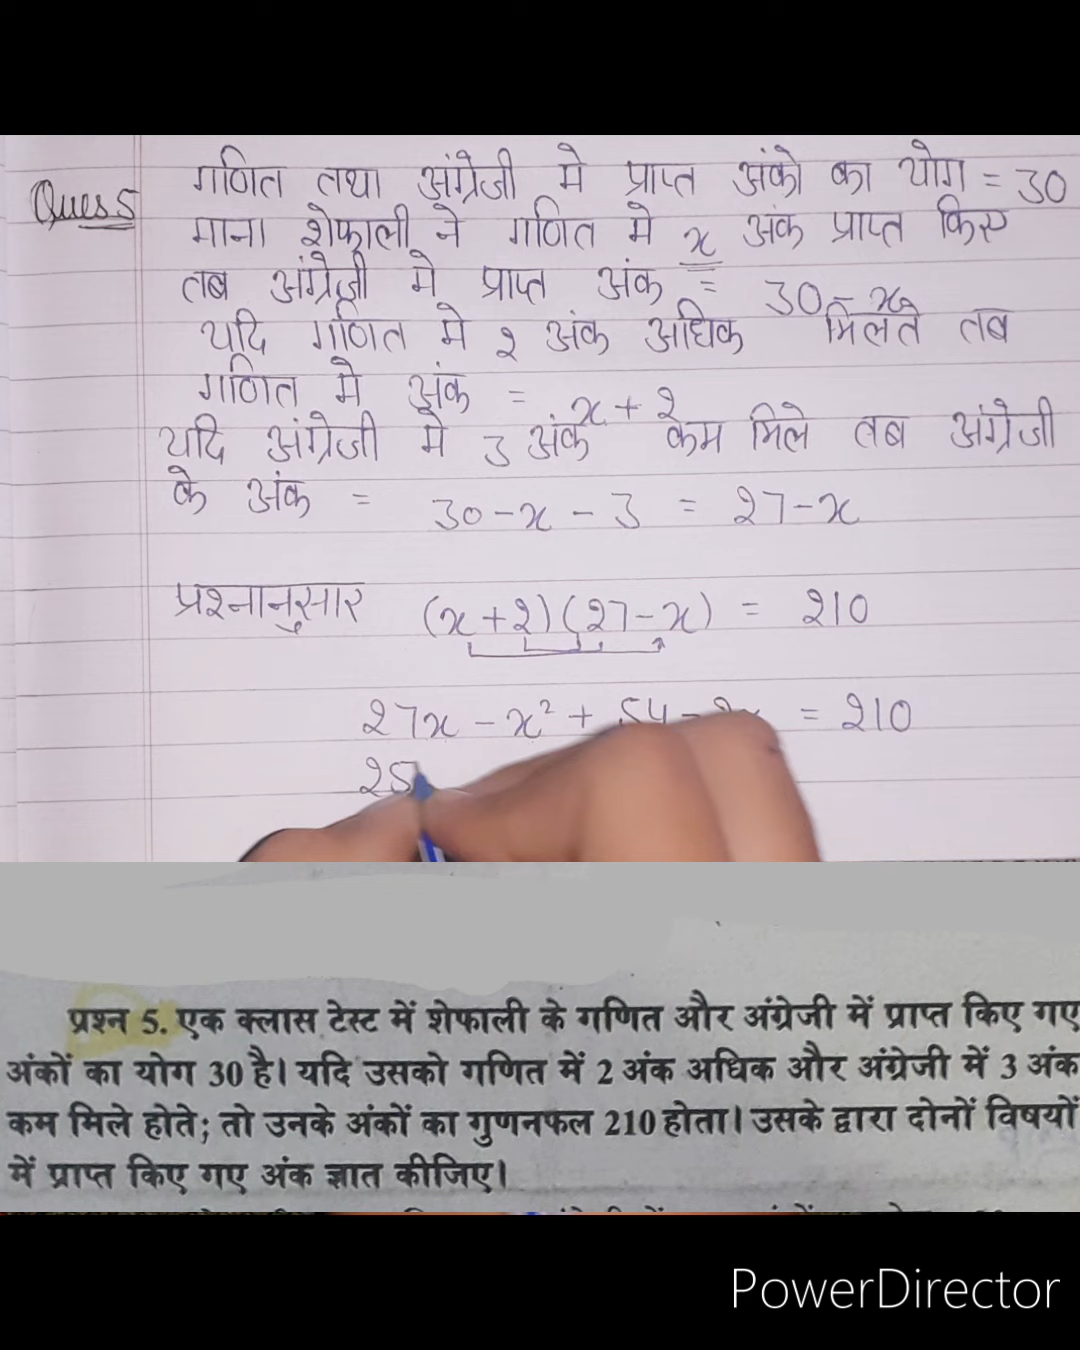 Ques 5
गणित तथा अंग्रेजी मे प्राप्त अंको का योग = 30
माना शेफाली ने गणित मे x अंक प्राप्त किए
तब अंग्रेज़ी मे प्राप्त अंक = 30 - x
यदि गणित मे 2 अंक अधिक मिलते तब
गणित मे अंक = x + 2
यदि अंग्रेजी मे 3 अंक कम मिले तब अंग्रेजी
के अंक = 30 - x - 3 = 27 - x
प्रश्नानुसार (x + 2) (27 - x) = 210
27x - x² + 54 - 2x = 210
25
प्रश्न 5. एक क्लास टेस्ट में शेफाली के गणित और अंग्रेजी में प्राप्त किए गए
अंकों का योग 30 है। यदि उसको गणित में 2 अंक अधिक और अंग्रेजी में 3 अंक
कम मिले होते; तो उनके अंकों का गुणनफल 210 होता। उसके द्वारा दोनों विषयों
में प्राप्त किए गए अंक ज्ञात कीजिए।
PowerDirector